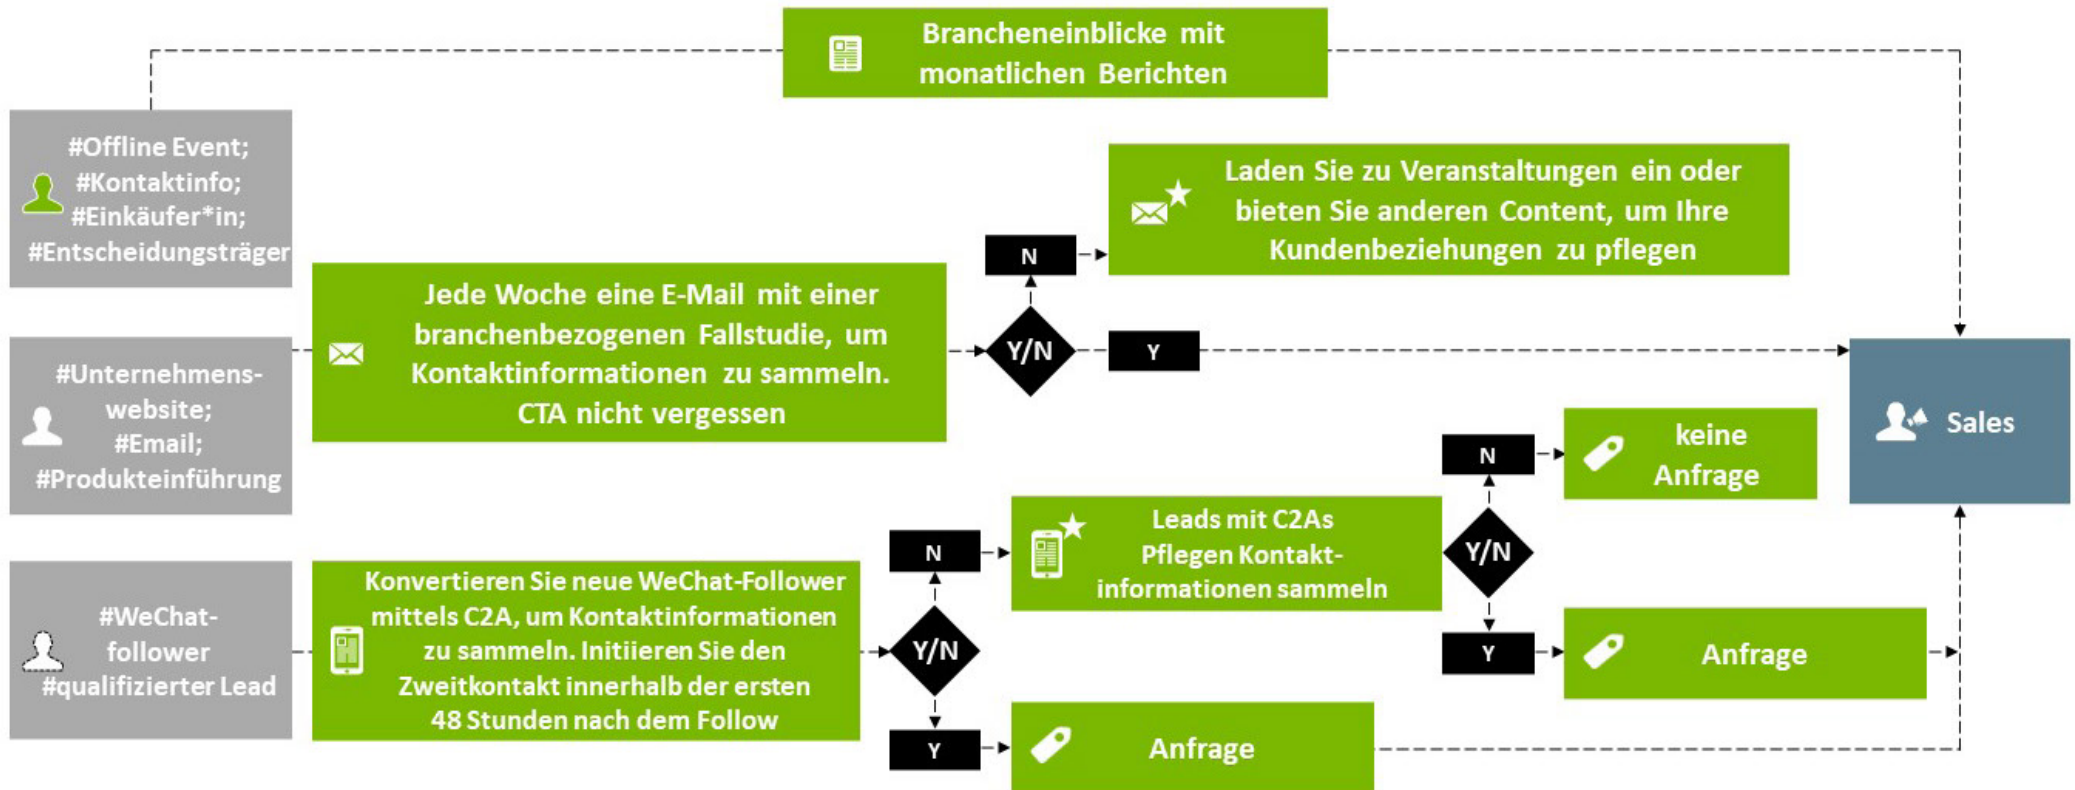 Brancheneinblicke mit
monatlichen Berichten
#Offline Event;
#Kontaktinfo;
#Einkäufer*in;
#Entscheidungsträger
Laden Sie zu Veranstaltungen ein oder
bieten Sie anderen Content, um Ihre
Kundenbeziehungen zu pflegen
N
Jede Woche eine E-Mail mit einer
branchenbezogenen Fallstudie, um
Kontaktinformationen zu sammeln.
CTA nicht vergessen
Y/N
Y
#Unternehmens-
website;
#Email;
#Produkteinführung
Sales
keine
Anfrage
N
Leads mit C2As
Pflegen Kontakt-
informationen sammeln
Y/N
N
#WeChat-
follower
#qualifizierter Lead
Konvertieren Sie neue WeChat-Follower
mittels C2A, um Kontaktinformationen
zu sammeln. Initiieren Sie den
Zweitkontakt innerhalb der ersten
48 Stunden nach dem Follow
Y/N
Y
Anfrage
Y
Anfrage